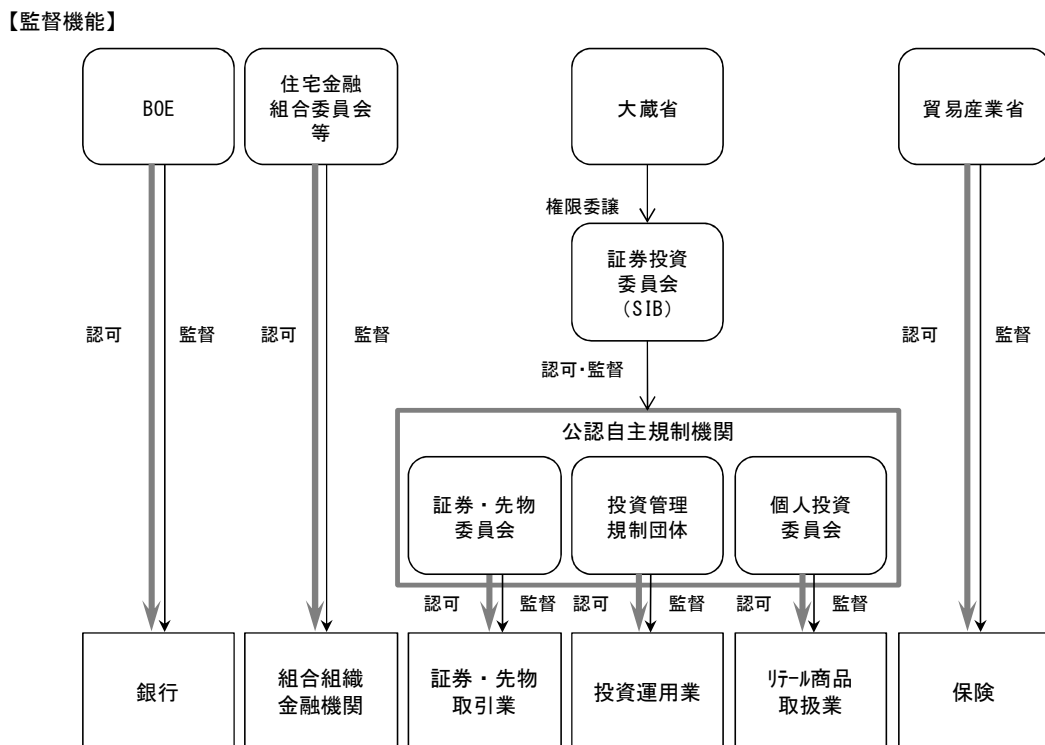 【監督機能】
BOE
住宅金融
組合委員会
等
大蔵省
貿易産業省
権限委譲
証券投資
委員会
(SIB)
認可
監督
認可
監督
認可・監督
認可
監督
公認自主規制機関
証券・先物
委員会
投資管理
規制団体
個人投資
委員会
認可
監督
認可
監督
認可
監督
銀行
組合組織
金融機関
証券・先物
取引業
投資運用業
ﾘﾃｰﾙ商品
取扱業
保険